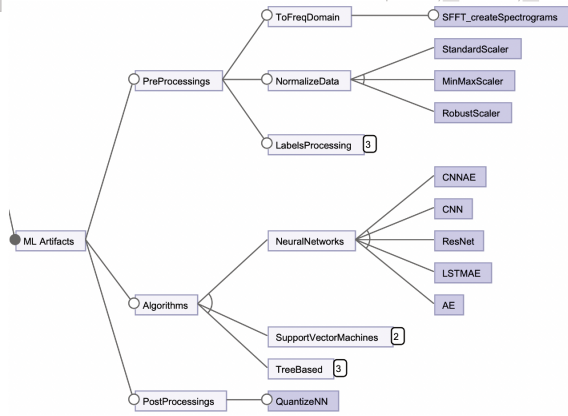 ToFreqDomain
SFFT_createSpectrograms
StandardScaler
PreProcessings
NormalizeData
MinMaxScaler
RobustScaler
LabelsProcessing
3
CNNAE
CNN
ML Artifacts
NeuralNetworks
ResNet
LSTMAE
Algorithms
AE
SupportVectorMachines
2
TreeBased
3
PostProcessings
QuantizeNN